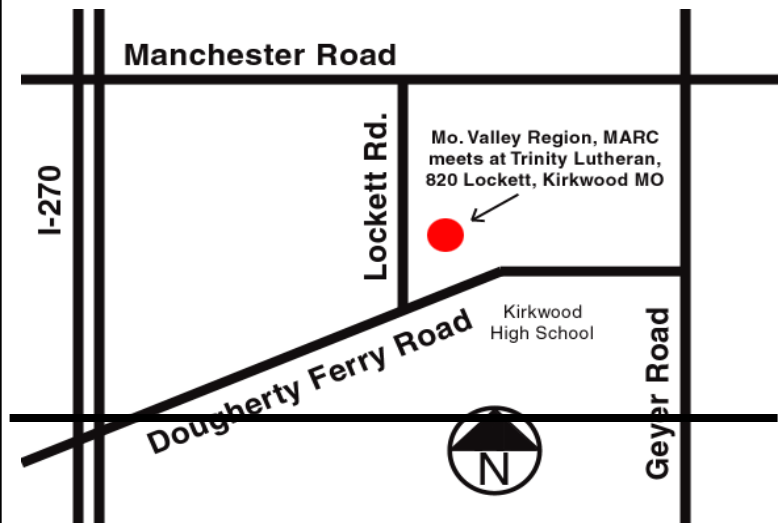 Manchester Road
I-270
Lockett Rd.
Mo. Valley Region, MARC
meets at Trinity Lutheran,
820 Lockett, Kirkwood MO
Kirkwood
High School
Dougherty Ferry Road
Geyer Road
N